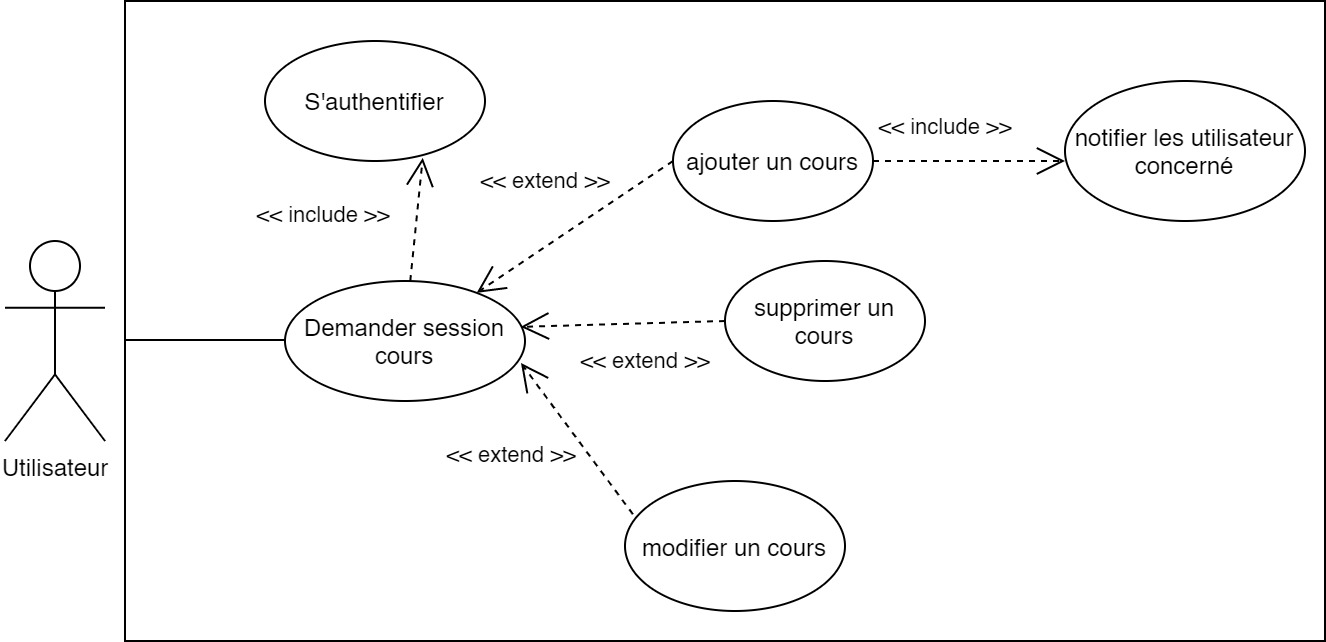 S'authentifier
<< include >>
<< extend >>
ajouter un cours
<< include >>
notifier les utilisateur
concerné
Demander session
cours
supprimer un
cours
<< extend >>
<< extend >>
modifier un cours
Utilisateur